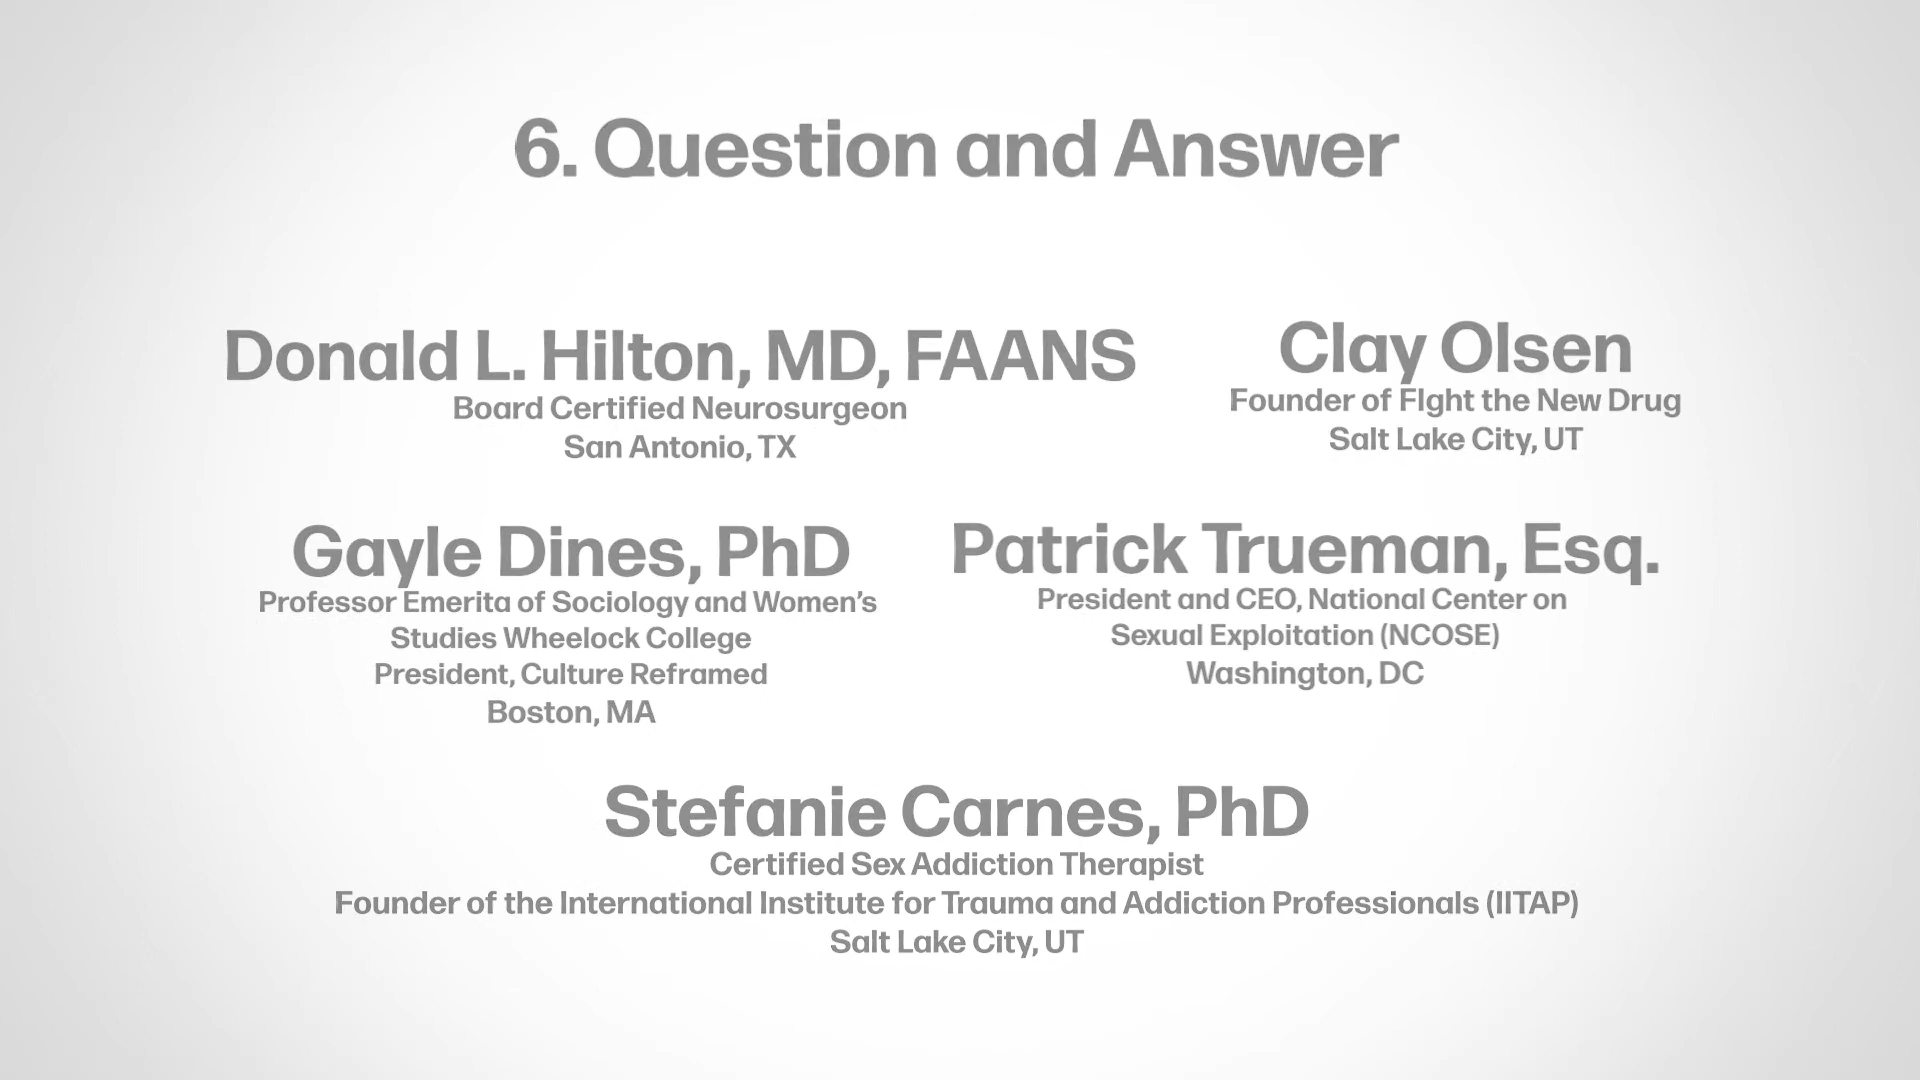 6. Question and Answer
Donald L. Hilton, MD, FAANS
Board Certified Neurosurgeon
San Antonio, TX
Clay Olsen
Founder of FIght the New Drug
Salt Lake City, UT
Gayle Dines, PhD
Professor Emerita of Sociology and Women's
Studies Wheelock College
President, Culture Reframed
Boston, MA
Patrick Trueman, Esq.
President and CEO, National Center on
Sexual Exploitation (NCOSE)
Washington, DC
Stefanie Carnes, PhD
Certified Sex Addiction Therapist
Founder of the International Institute for Trauma and Addiction Professionals (IITAP)
Salt Lake City, UT